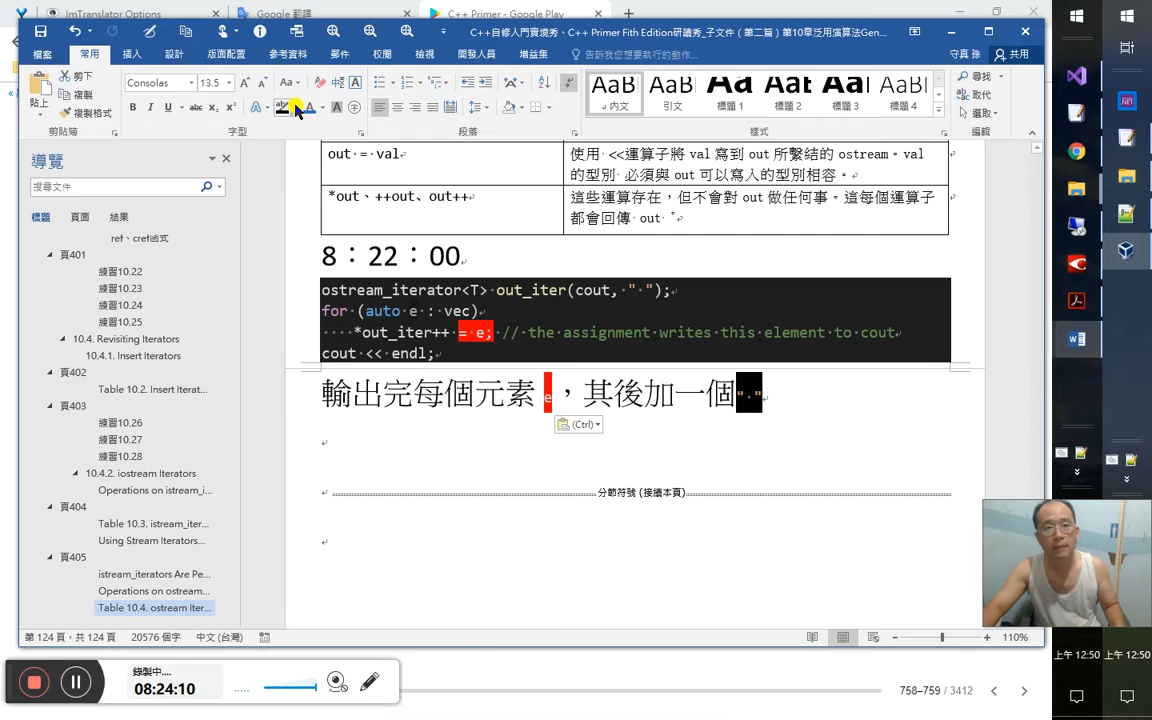 ImTranslator Options
Google 翻譯
C++ Primer - Google Play
C++自修入門實境秀、C++ Primer Fith Edition研讀秀_子文件（第二篇）第10章泛用演算法Gen...
檔案
常用
插入
設計
版面配置
參考資料
郵件
校閱
檢視
開發人員
增益集
告訴我您想要執行的動作...
守真 孫
共用
貼上
剪下
複製
複製格式
剪貼簿
Consolas
13.5
字型
段落
AaB
內文
AaBb
引文
AaB
標題 1
Aat
標題 2
AaI
標題 3
AaBb(
標題 4
樣式
尋找
取代
選取
編輯
導覽
搜尋文件
標題
頁面
結果
ref、cref函式
頁401
練習10.22
練習10.23
練習10.24
練習10.25
10.4. Revisiting Iterators
10.4.1. Insert Iterators
頁402
Table 10.2. Insert Iterat...
頁403
練習10.26
練習10.27
練習10.28
10.4.2. iostream Iterators
Operations on istream_i...
頁404
Table 10.3. istream_iter...
Using Stream Iterators...
頁405
istream_iterators Are Pe...
Operations on ostream...
Table 10.4. ostream Iter...
out = val
使用 <<運算子將 val 寫到 out 所繫結的 ostream。val
的型別 必須與 out 可以寫入的型別相容。
*out、++out、out++
這些運算存在，但不會對 out 做任何事。這每個運算子
都會回傳 out 。
8：22：00
ostream_iterator<T> out_iter(cout, " ");
for (auto e : vec)
*out_iter++ = e; // the assignment writes this element to cout
cout << endl;
輸出完每個元素 e，其後加一個" "
(Ctrl)
分節符號 (接續本頁)
第 124 頁，共 124 頁
20576 個字
中文 (台灣)
110%
錄製中...
08:24:10
758–759 / 3412
上午 12:50
上午 12:50